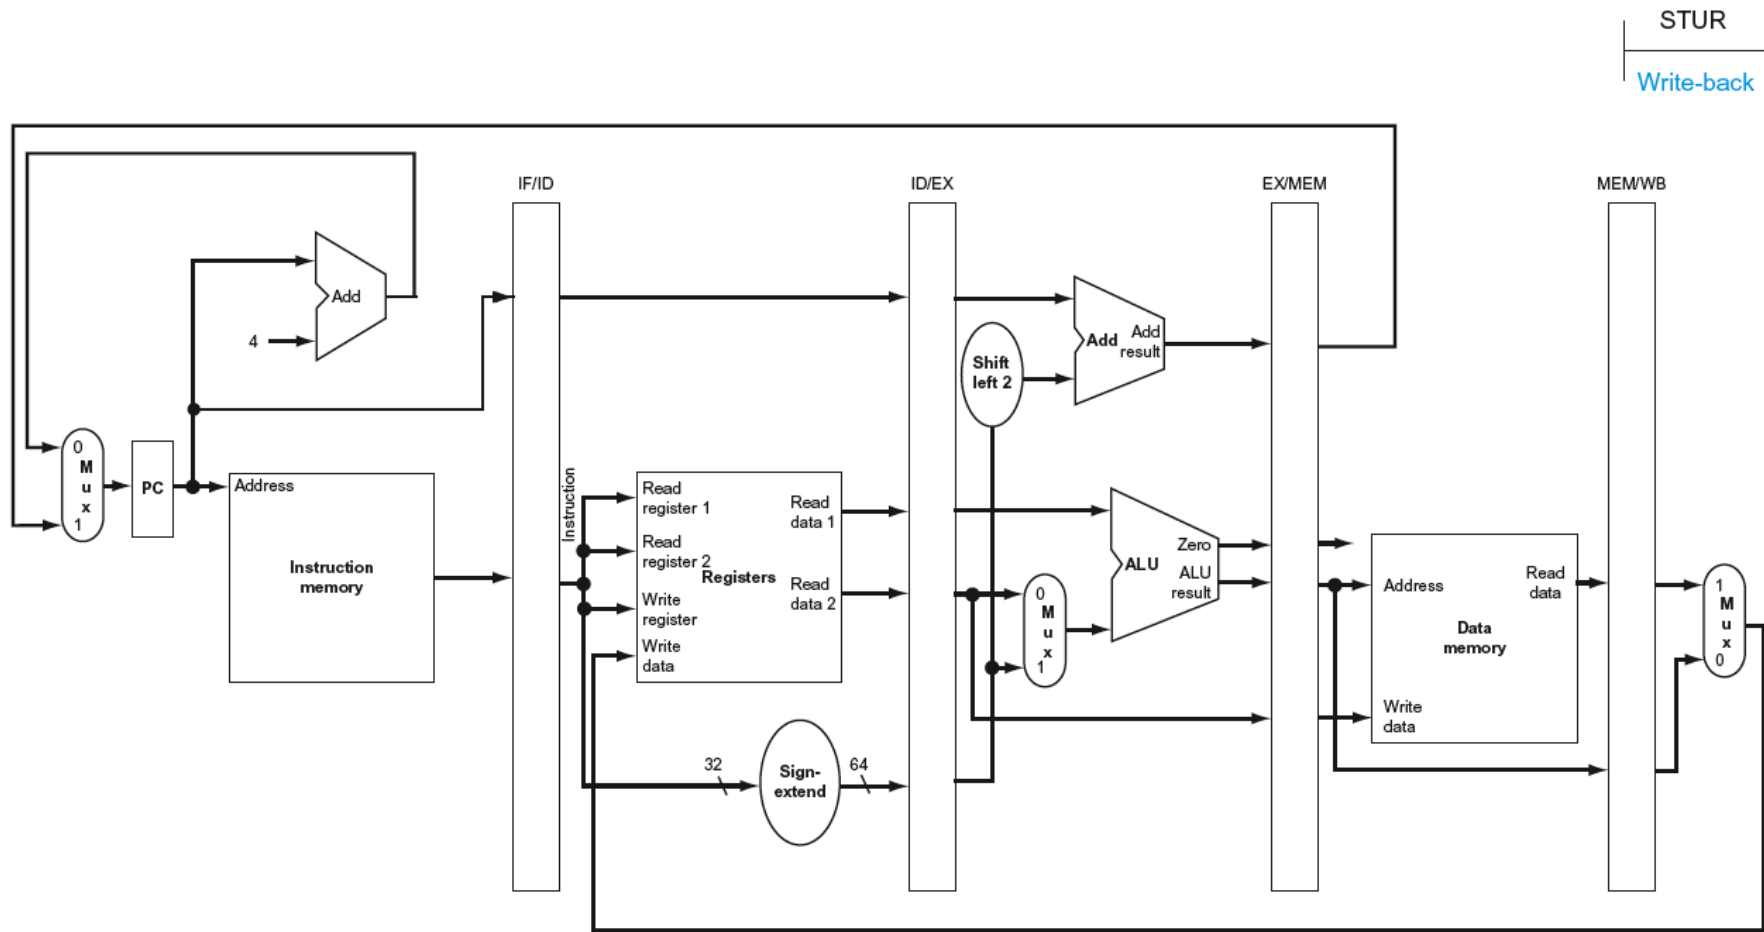 STUR
Write-back
IF/ID
ID/EX
EX/MEM
MEM/WB
Add
4
Add
Add
result
Shift
left 2
0
M
u
x
1
PC
Address
Instruction
memory
Instruction
Read
register 1
Read
register 2
Registers
Write
register
Write
data
Read
data 1
Read
data 2
0
M
u
x
1
Zero
ALU
ALU
result
Address
Read
data
Data
memory
Write
data
1
M
u
x
0
32
Sign-
extend
64